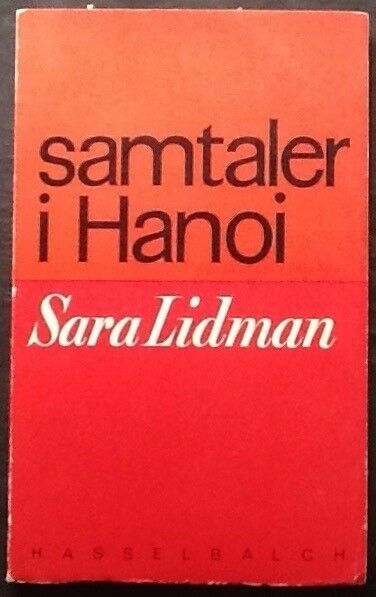 samtaler
i Hanoi
Sara Lidman
HASSELBALCH